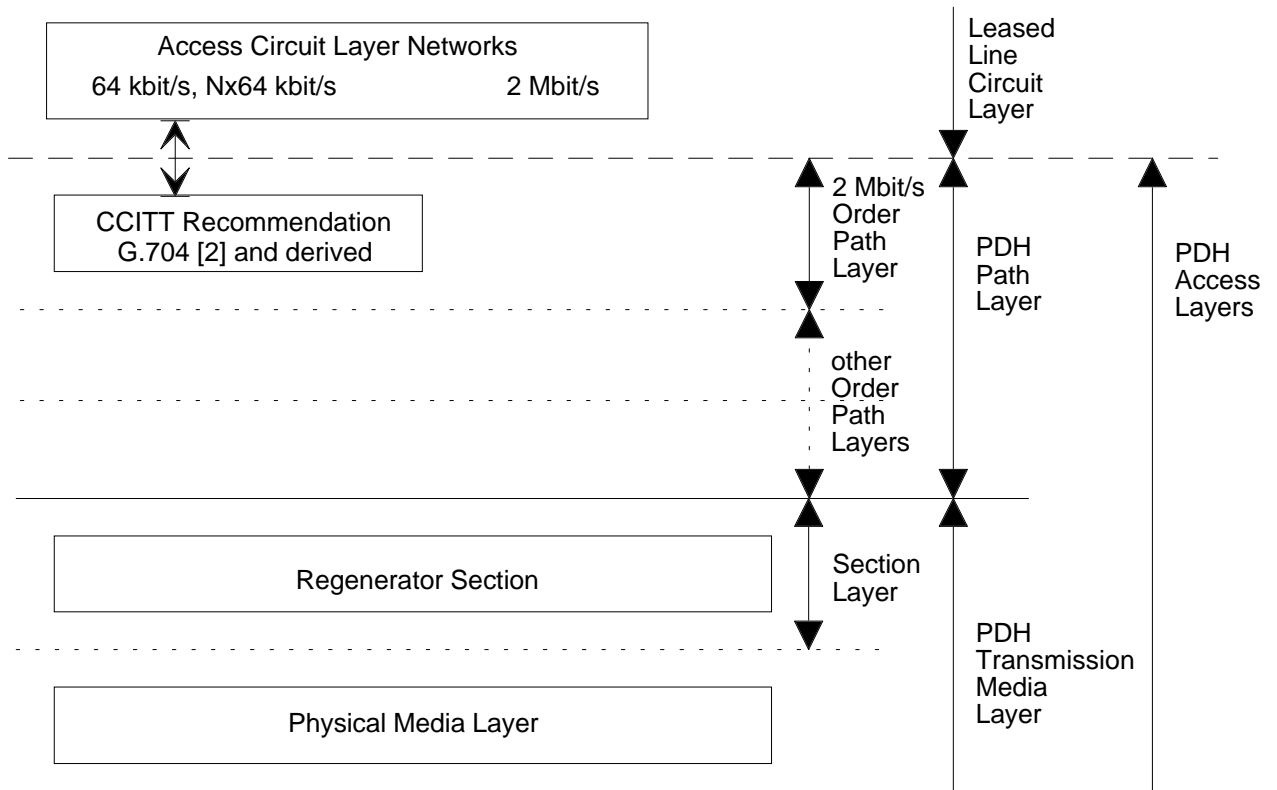 Access Circuit Layer Networks
64 kbit/s, Nx64 kbit/s 2 Mbit/s
Leased
Line
Circuit
Layer
CCITT Recommendation
G.704 [2] and derived
2 Mbit/s
Order
Path
Layer
PDH
Path
Layer
PDH
Access
Layers
other
Order
Path
Layers
Regenerator Section
Section
Layer
PDH
Transmission
Media
Layer
Physical Media Layer